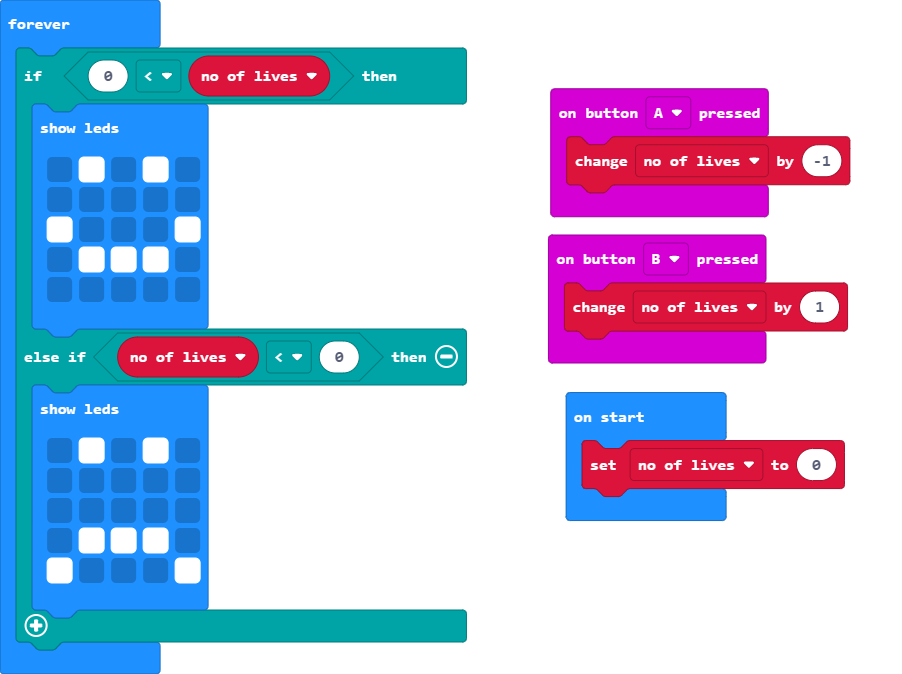 forever
if 0 < no of lives then
show leds
else if no of lives < 0 then
show leds
on button A pressed
change no of lives by -1
on button B pressed
change no of lives by 1
on start
set no of lives to 0